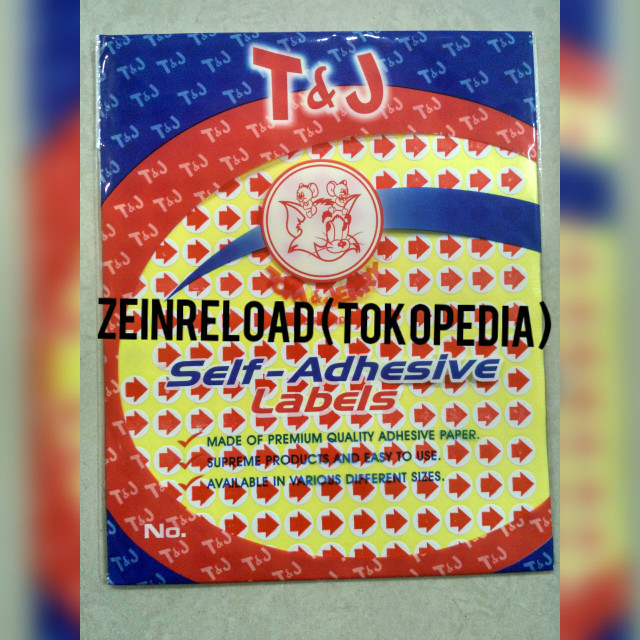 T&J
ZEINRELOAD (TOKOPEDIA)
Self-Adhesive
Labels
MADE OF PREMIUM QUALITY ADHESIVE PAPER.
SUPREME PRODUCTS AND EASY TO USE.
AVAILABLE IN VARIOUS DIFFERENT SIZES.
No.